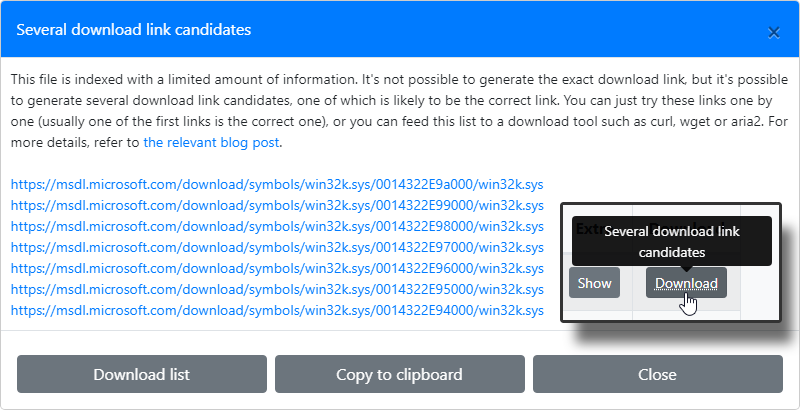 Several download link candidates
×
This file is indexed with a limited amount of information. It's not possible to generate the exact download link, but it's possible
to generate several download link candidates, one of which is likely to be the correct link. You can just try these links one by
one (usually one of the first links is the correct one), or you can feed this list to a download tool such as curl, wget or aria2. For
more details, refer to the relevant blog post.
https://msdl.microsoft.com/download/symbols/win32k.sys/0014322E9a000/win32k.sys
https://msdl.microsoft.com/download/symbols/win32k.sys/0014322E99000/win32k.sys
https://msdl.microsoft.com/download/symbols/win32k.sys/0014322E98000/win32k.sys
https://msdl.microsoft.com/download/symbols/win32k.sys/0014322E97000/win32k.sys
https://msdl.microsoft.com/download/symbols/win32k.sys/0014322E96000/win32k.sys
https://msdl.microsoft.com/download/symbols/win32k.sys/0014322E95000/win32k.sys
https://msdl.microsoft.com/download/symbols/win32k.sys/0014322E94000/win32k.sys
Several download link
candidates
Show Download
Download list Copy to clipboard Close